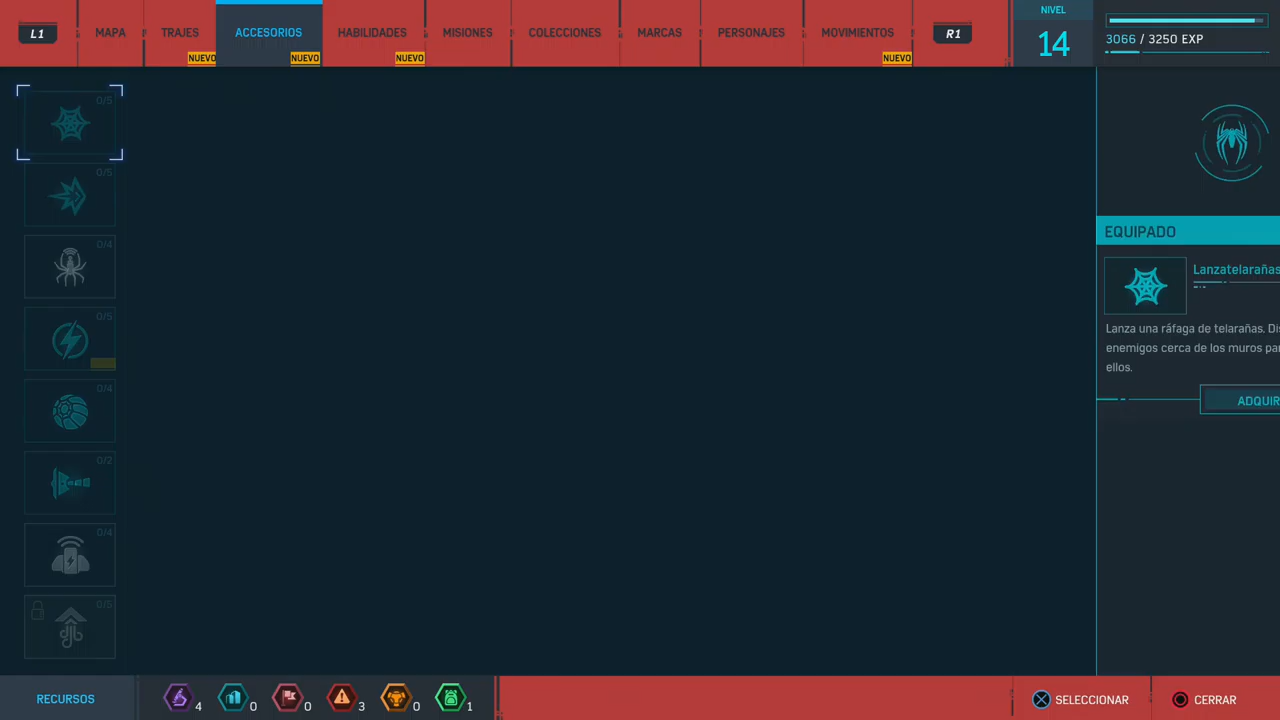 L1
MAPA
TRAJES
NUEVO
ACCESORIOS
NUEVO
HABILIDADES
NUEVO
MISIONES
COLECCIONES
MARCAS
PERSONAJES
MOVIMIENTOS
NUEVO
R1
NIVEL
14
3066 / 3250 EXP
0/5
0/5
0/4
0/5
0/4
0/2
0/4
0/5
EQUIPADO
Lanzatelarañas
Lanza una ráfaga de telarañas. Di
enemigos cerca de los muros pa
ellos.
ADQUIR
RECURSOS
4
0
0
3
0
1
SELECCIONAR
CERRAR